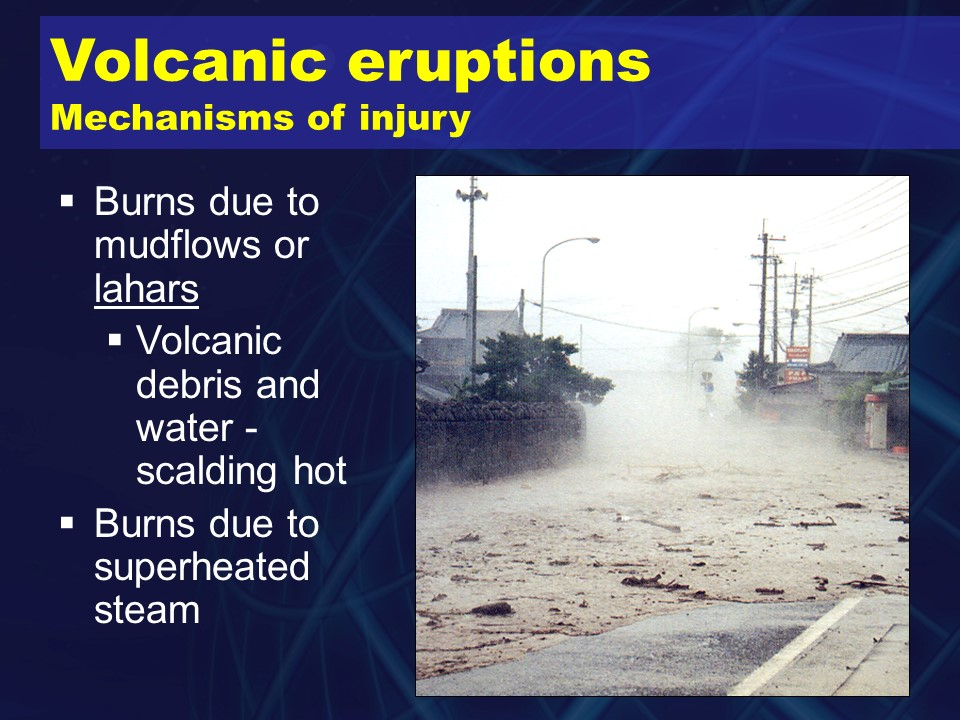 Volcanic eruptions
Mechanisms of injury
▪ Burns due to
mudflows or
lahars
▪ Volcanic
debris and
water -
scalding hot
▪ Burns due to
superheated
steam